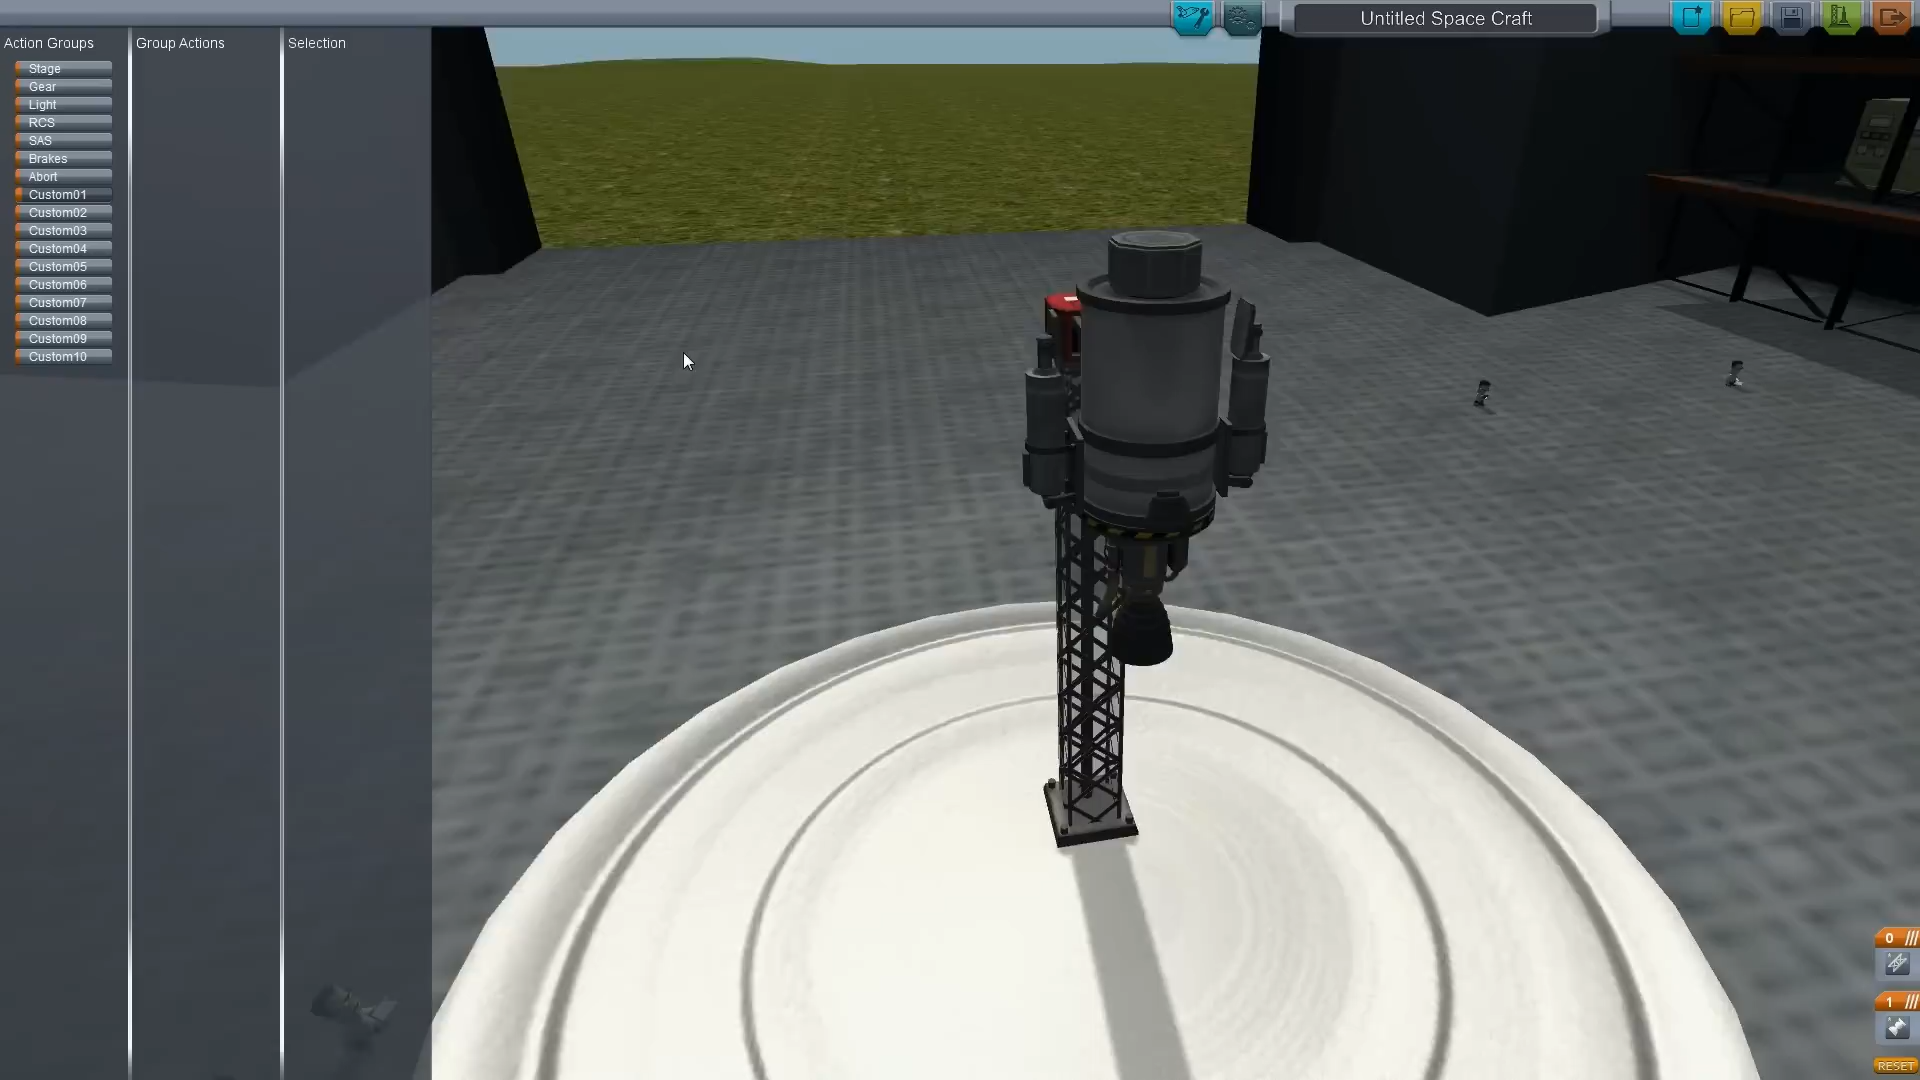 Untitled Space Craft
Action Groups
Group Actions
Selection
Stage
Gear
Light
RCS
SAS
Brakes
Abort
Custom01
Custom02
Custom03
Custom04
Custom05
Custom06
Custom07
Custom08
Custom09
Custom10
0
1
RESET